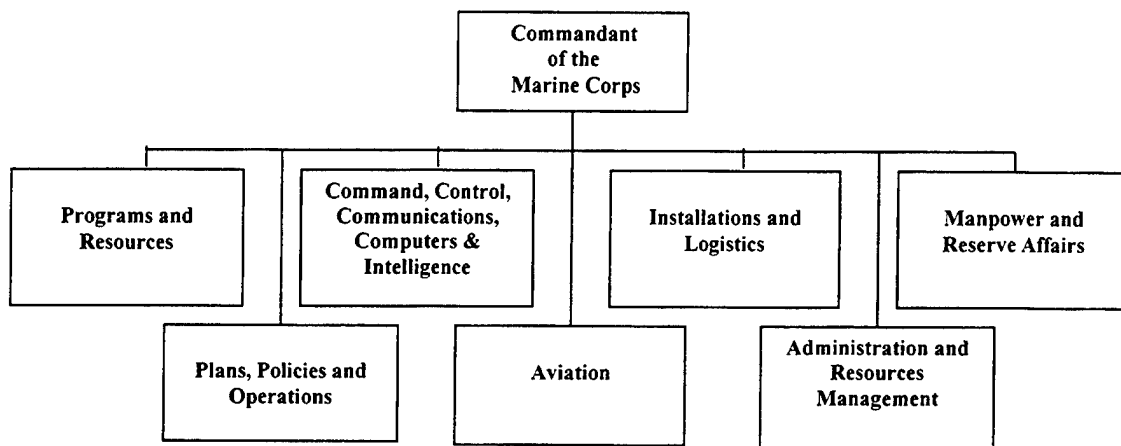 Commandant
of the
Marine Corps
Programs and
Resources
Command, Control,
Communications,
Computers &
Intelligence
Installations and
Logistics
Manpower and
Reserve Affairs
Plans, Policies and
Operations
Aviation
Administration and
Resources
Management